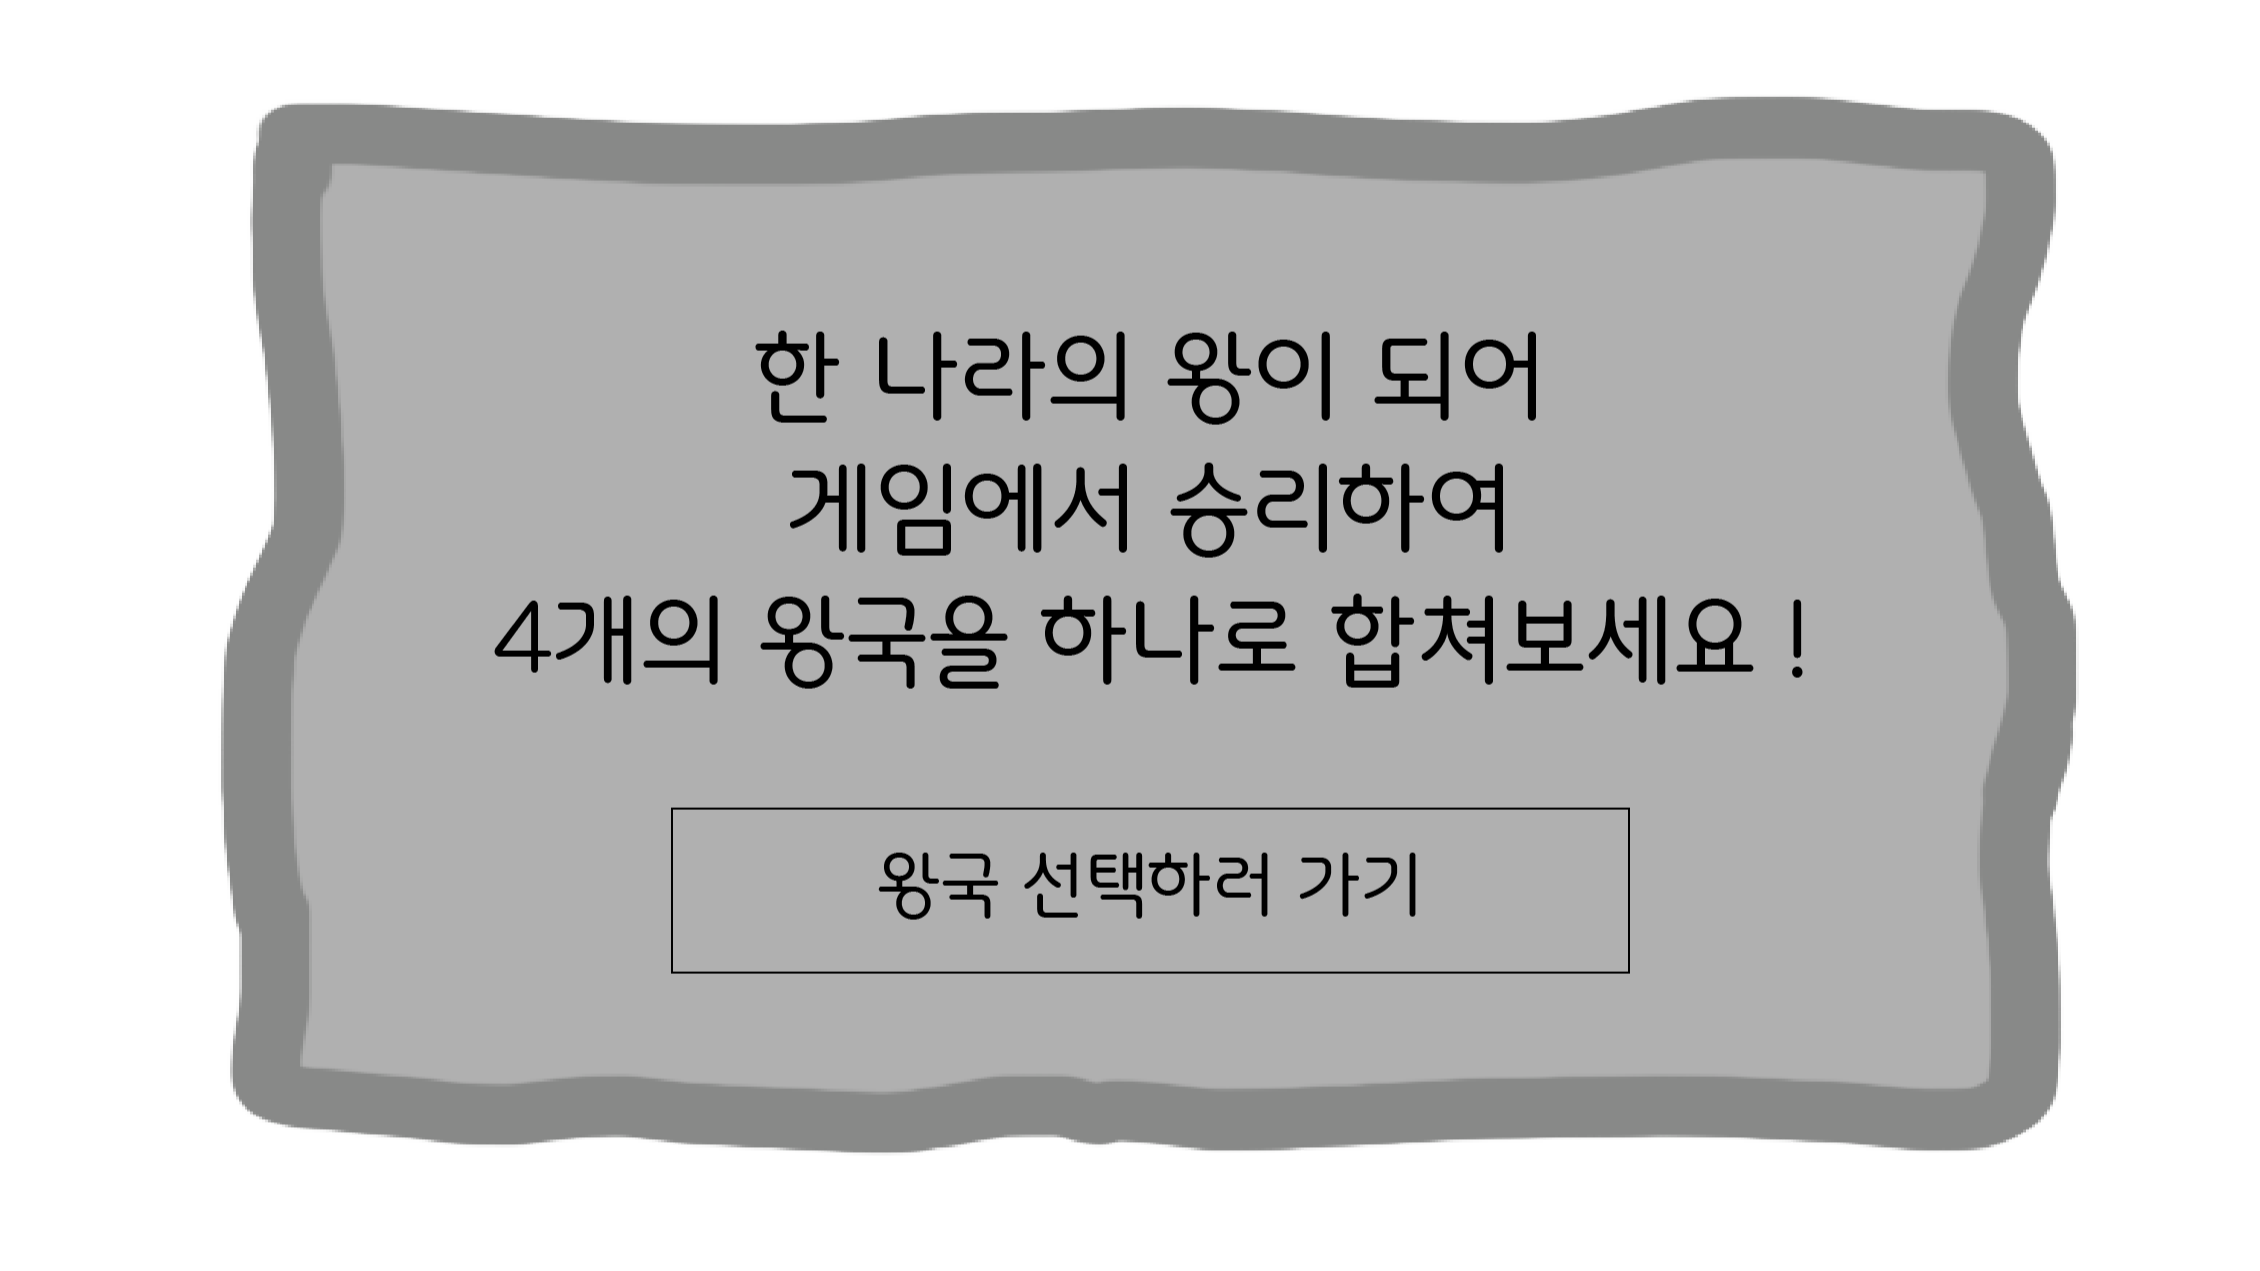 한 나라의 왕이 되어
게임에서 승리하여
4개의 왕국을 하나로 합쳐보세요 !
왕국 선택하러 가기